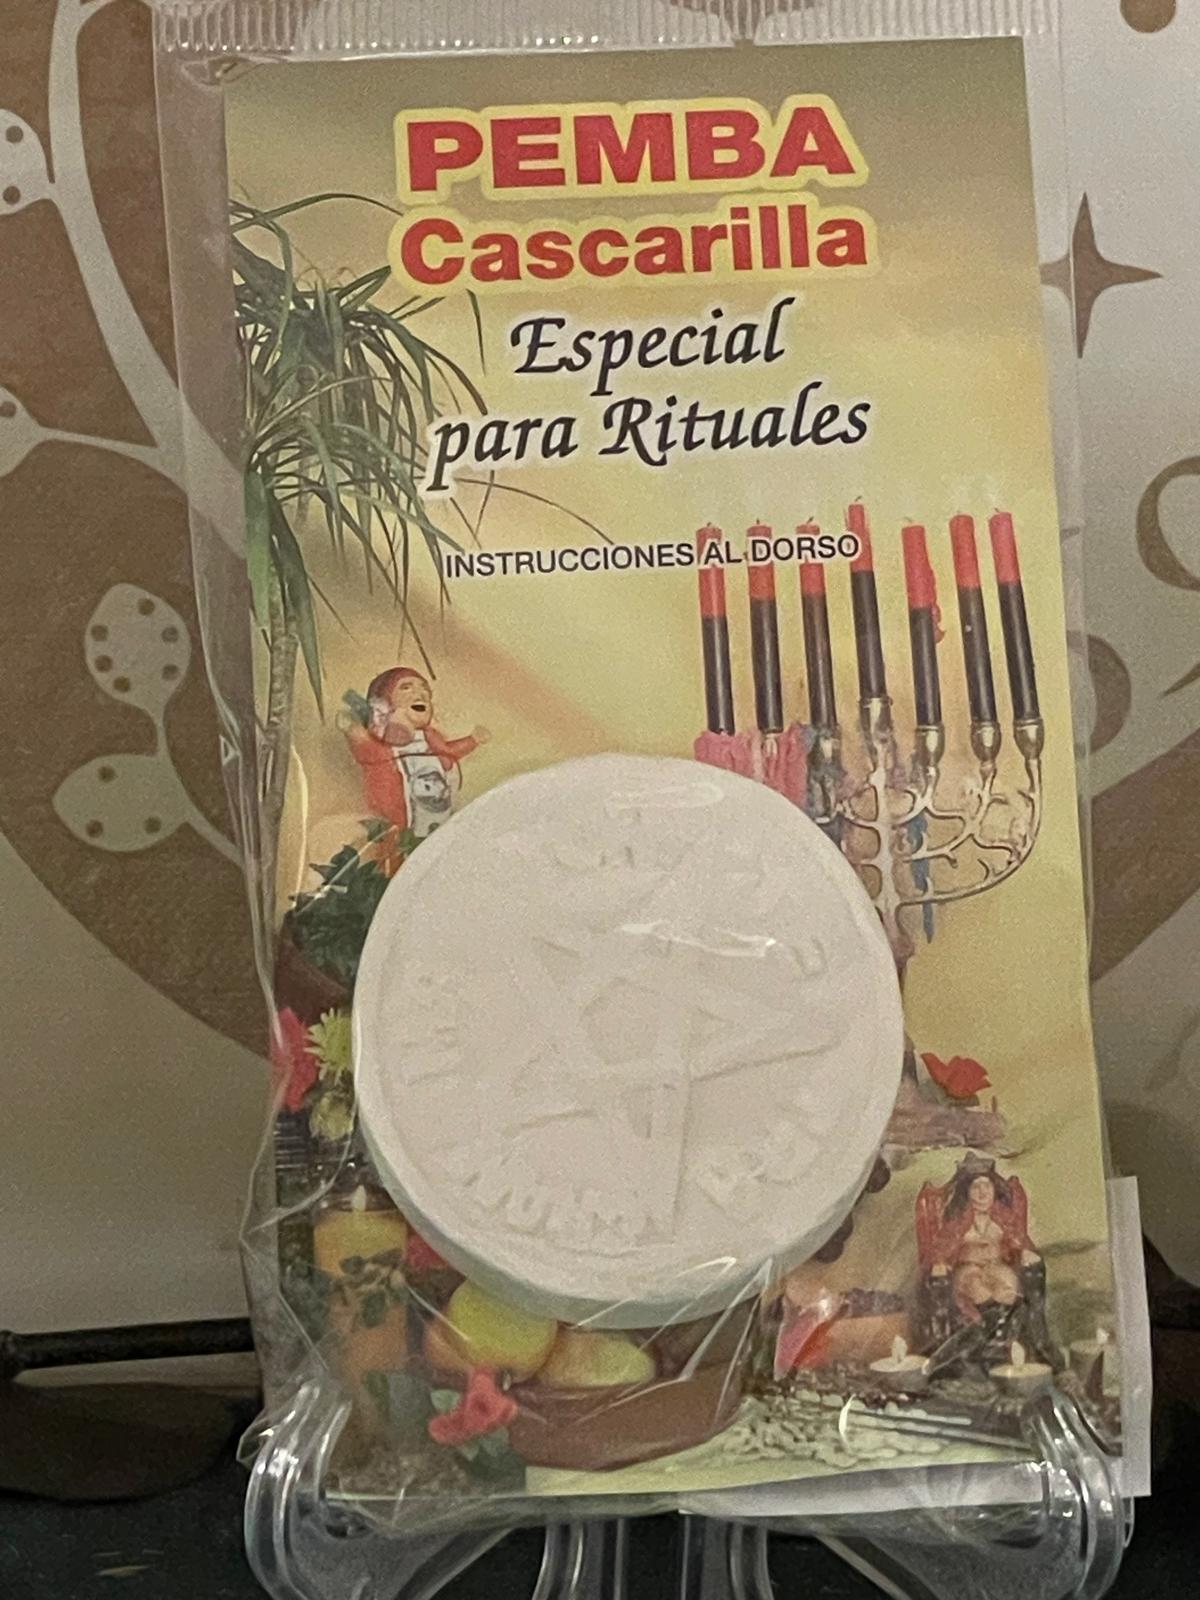 PEMBA
Cascarilla
Especial
para Rituales
INSTRUCCIONES AL DORSO